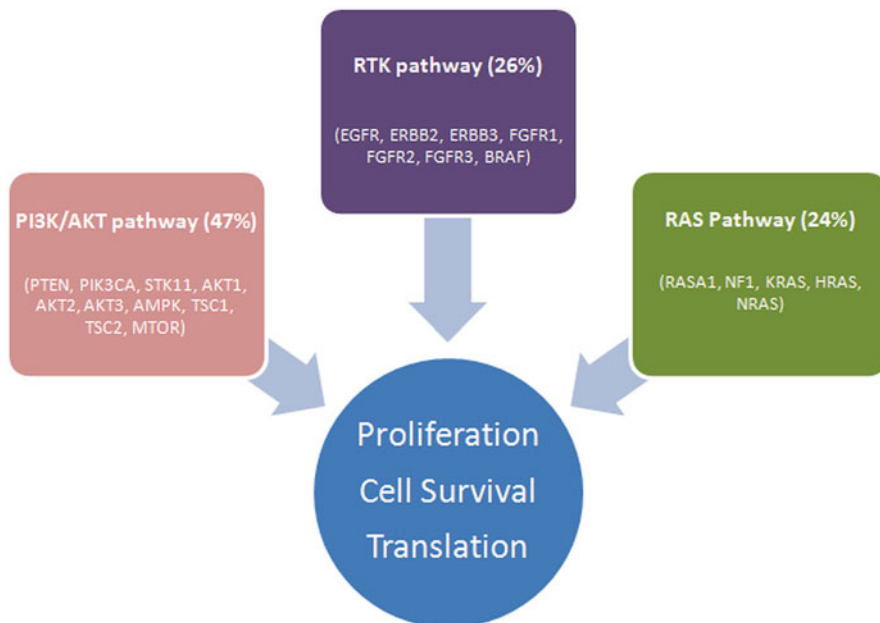 RTK pathway (26%)
(EGFR, ERBB2, ERBB3, FGFR1,
FGFR2, FGFR3, BRAF)
PI3K/AKT pathway (47%)
(PTEN, PIK3CA, STK11, AKT1,
AKT2, AKT3, AMPK, TSC1,
TSC2, MTOR)
RAS Pathway (24%)
(RASA1, NF1, KRAS, HRAS,
NRAS)
Proliferation
Cell Survival
Translation